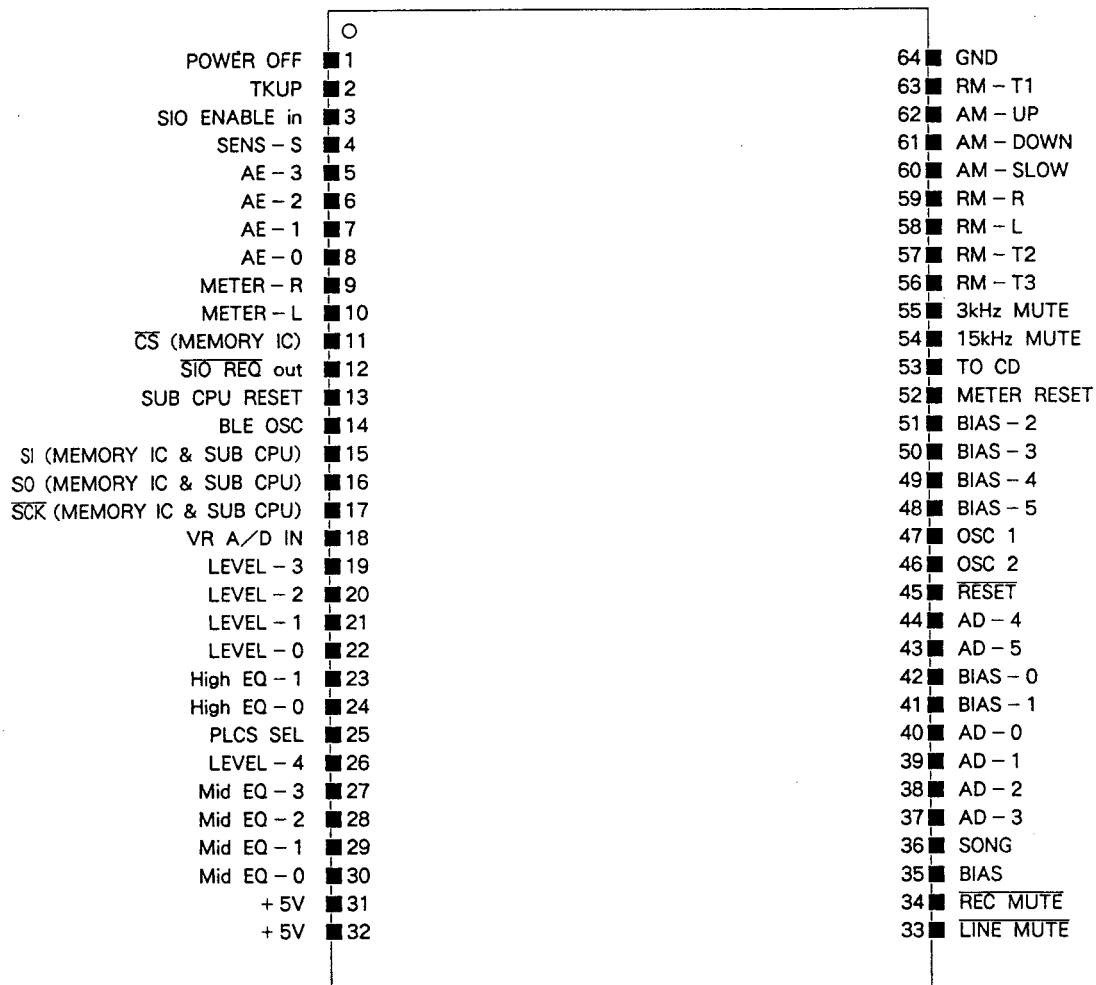 POWER OFF 1
TKUP 2
SIO ENABLE in 3
SENS – S 4
AE – 3 5
AE – 2 6
AE – 1 7
AE – 0 8
METER – R 9
METER – L 10
C̅S̅ (MEMORY IC) 11
S̅I̅O̅ R̅E̅Q̅ out 12
SUB CPU RESET 13
BLE OSC 14
SI (MEMORY IC & SUB CPU) 15
SO (MEMORY IC & SUB CPU) 16
S̅C̅K̅ (MEMORY IC & SUB CPU) 17
VR A/D IN 18
LEVEL – 3 19
LEVEL – 2 20
LEVEL – 1 21
LEVEL – 0 22
High EQ – 1 23
High EQ – 0 24
PLCS SEL 25
LEVEL – 4 26
Mid EQ – 3 27
Mid EQ – 2 28
Mid EQ – 1 29
Mid EQ – 0 30
+ 5V 31
+ 5V 32
64 GND
63 RM – T1
62 AM – UP
61 AM – DOWN
60 AM – SLOW
59 RM – R
58 RM – L
57 RM – T2
56 RM – T3
55 3kHz MUTE
54 15kHz MUTE
53 TO CD
52 METER RESET
51 BIAS – 2
50 BIAS – 3
49 BIAS – 4
48 BIAS – 5
47 OSC 1
46 OSC 2
45 R̅E̅S̅E̅T̅
44 AD – 4
43 AD – 5
42 BIAS – 0
41 BIAS – 1
40 AD – 0
39 AD – 1
38 AD – 2
37 AD – 3
36 SONG
35 BIAS
34 R̅E̅C̅ M̅U̅T̅E̅
33 L̅I̅N̅E̅ M̅U̅T̅E̅